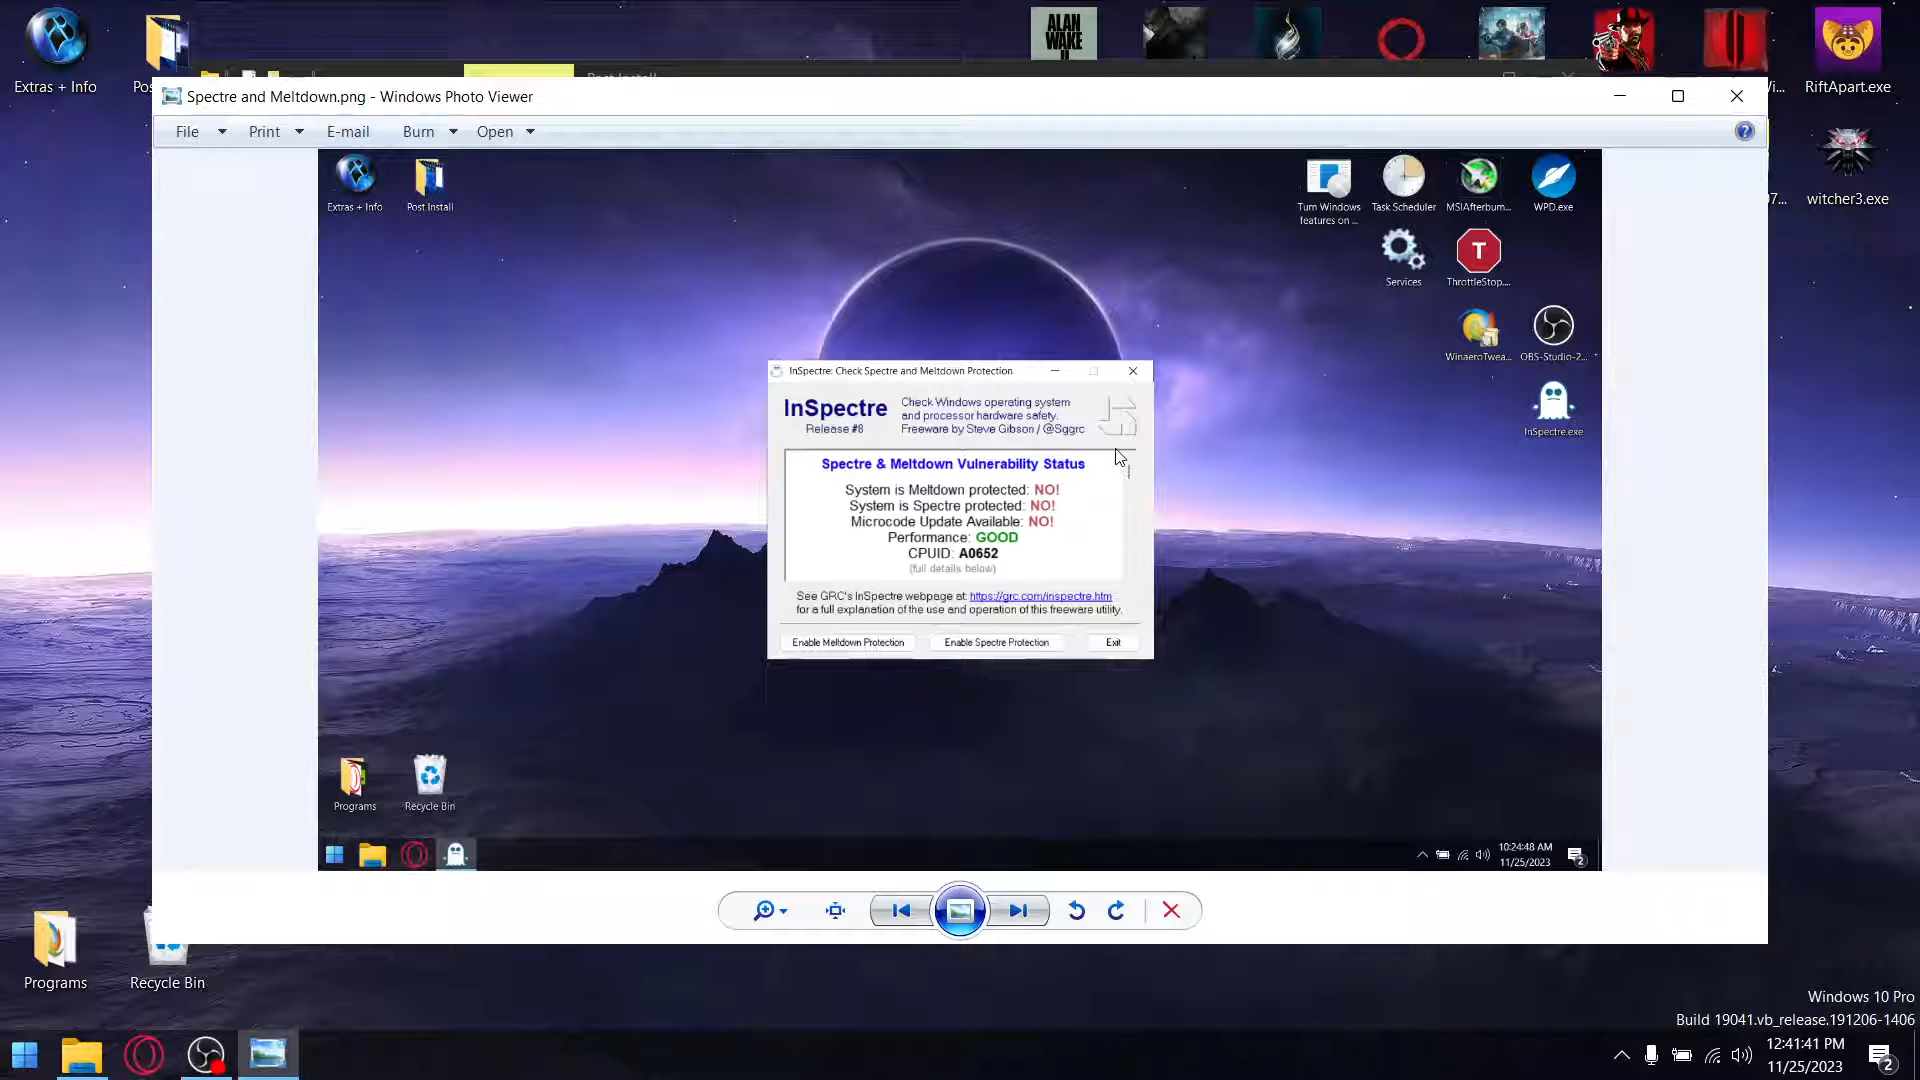 ALAN
WAKE
II
Extras + Info
RiftApart.exe
Spectre and Meltdown.png - Windows Photo Viewer
File
Print
E-mail
Burn
Open
witcher3.exe
Extras + Info
Post Install
Turn Windows
features on ...
Task Scheduler
MSIAfterburn...
WPD.exe
Services
ThrottleStop....
WinaeroTwea...
OBS-Studio-2...
InSpectre.exe
InSpectre: Check Spectre and Meltdown Protection
InSpectre
Release #8
Check Windows operating system
and processor hardware safety.
Freeware by Steve Gibson / @Sggrc
Spectre & Meltdown Vulnerability Status
System is Meltdown protected: NO!
System is Spectre protected: NO!
Microcode Update Available: NO!
Performance: GOOD
CPUID: A0652
(full details below)
See GRC's InSpectre webpage at: https://grc.com/inspectre.htm
for a full explanation of the use and operation of this freeware utility.
Enable Meltdown Protection
Enable Spectre Protection
Exit
Programs
Recycle Bin
10:24:48 AM
11/25/2023
2
Programs
Recycle Bin
Windows 10 Pro
Build 19041.vb_release.191206-1406
12:41:41 PM
11/25/2023
2